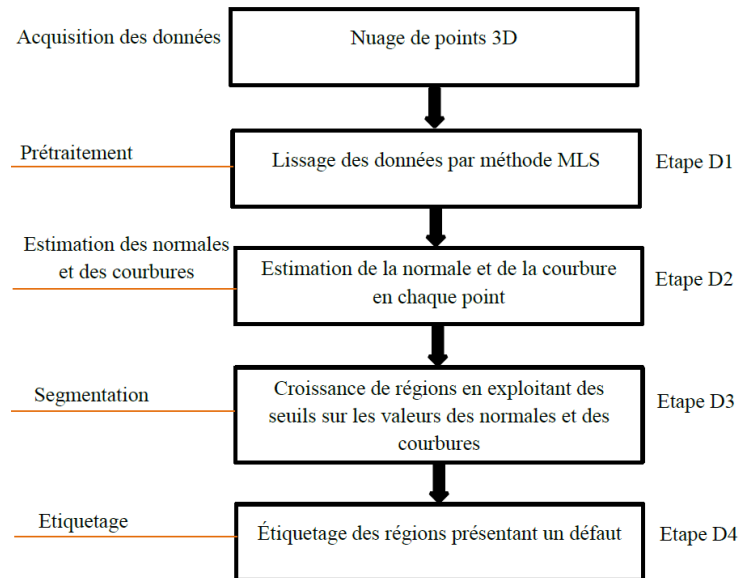 Acquisition des données
Nuage de points 3D
Prétraitement
Lissage des données par méthode MLS
Etape D1
Estimation des normales
et des courbures
Estimation de la normale et de la courbure
en chaque point
Etape D2
Segmentation
Croissance de régions en exploitant des
seuils sur les valeurs des normales et des
courbures
Etape D3
Etiquetage
Étiquetage des régions présentant un défaut
Etape D4